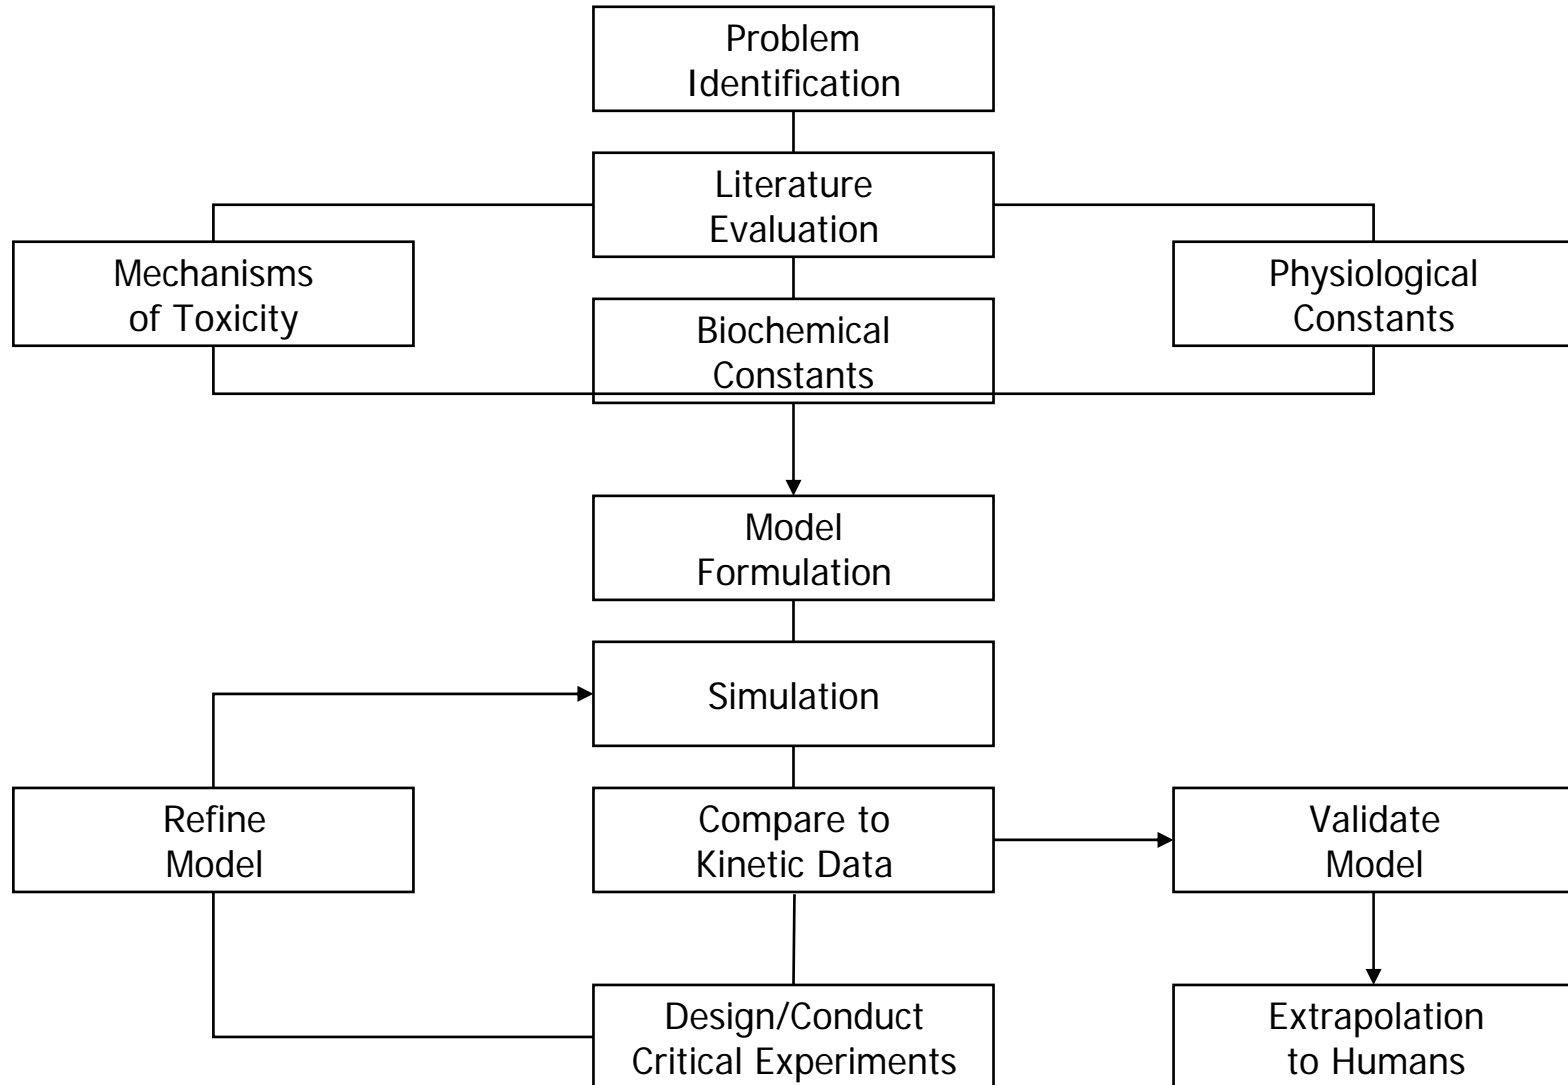 Problem
Identification
Literature
Evaluation
Mechanisms
of Toxicity
Biochemical
Constants
Physiological
Constants
Model
Formulation
Simulation
Refine
Model
Compare to
Kinetic Data
Validate
Model
Design/Conduct
Critical Experiments
Extrapolation
to Humans